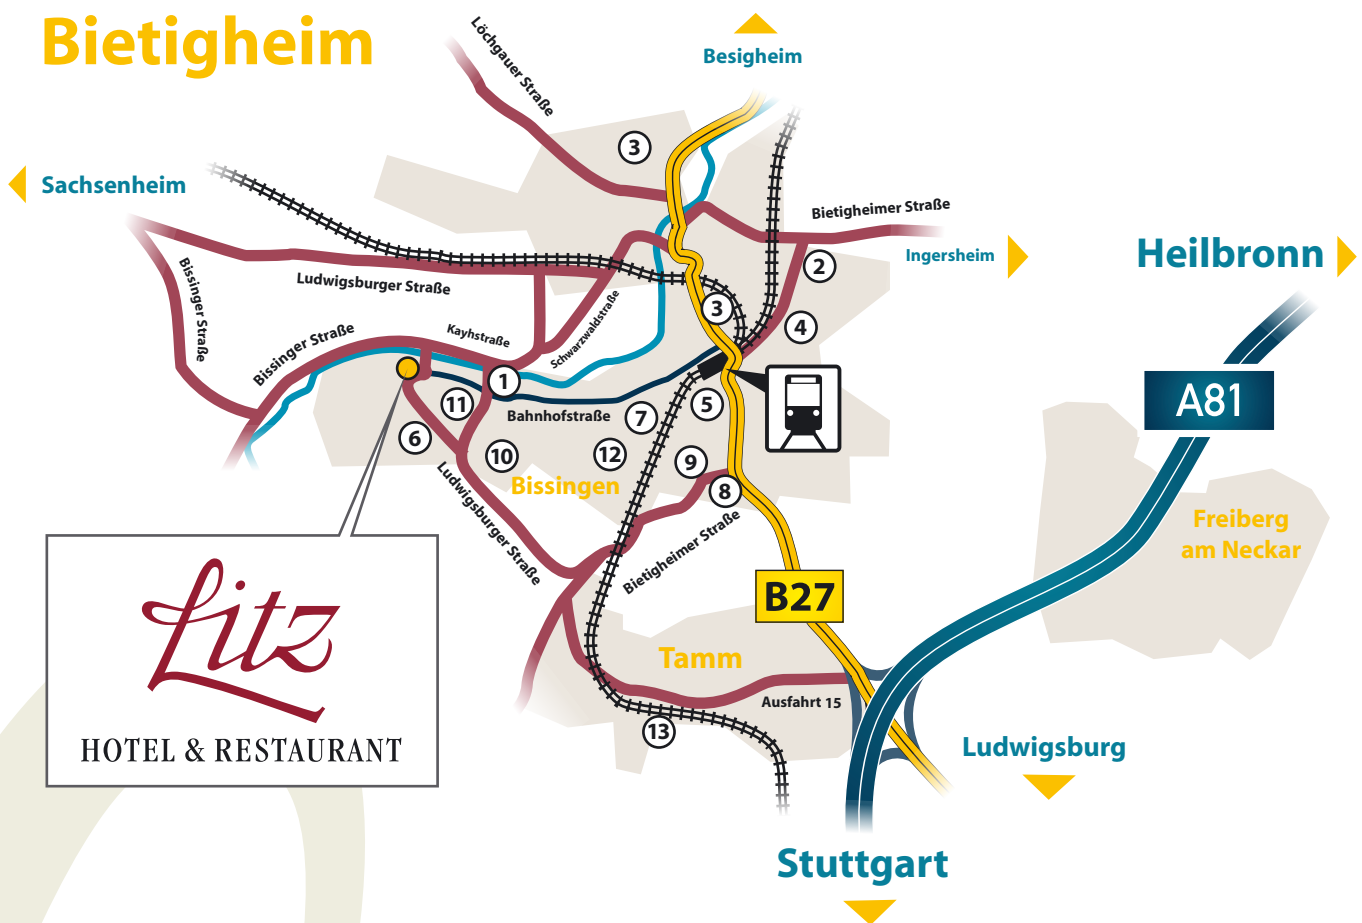 Bietigheim
Besigheim
Löchgauer Straße
3
Sachsenheim
Bietigheimer Straße
Ingersheim
Heilbronn
2
Bissinger Straße
Ludwigsburger Straße
3
4
Schwarzwaldstraße
Kayhstraße
Bissinger Straße
1
A81
11
Bahnhofstraße
7
5
6
10
12
9
Bissingen
8
Ludwigsburger Straße
Bietigheimer Straße
Freiberg
am Neckar
B27
Litz
HOTEL & RESTAURANT
Tamm
Ausfahrt 15
13
Ludwigsburg
Stuttgart